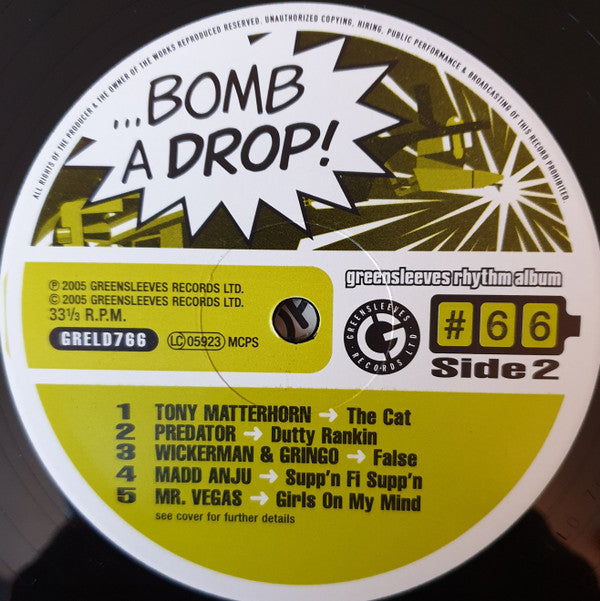 ALL RIGHTS OF THE PRODUCER & THE OWNER OF THE WORKS REPRODUCED RESERVED. UNAUTHORIZED COPYING, HIRING, PUBLIC PERFORMANCE & BROADCASTING OF THIS RECORD PROHIBITED.
...BOMB
A DROP!
greensleeves rhythm album
℗ 2005 GREENSLEEVES RECORDS LTD.
© 2005 GREENSLEEVES RECORDS LTD.
33⅓ R.P.M.
GRELD766 LC 05923 MCPS
GREENSLEEVES RECORDS LTD
G
#66
Side 2
1 TONY MATTERHORN → The Cat
2 PREDATOR → Dutty Rankin
3 WICKERMAN & GRINGO → False
4 MADD ANJU → Supp'n Fi Supp'n
5 MR. VEGAS → Girls On My Mind
see cover for further details